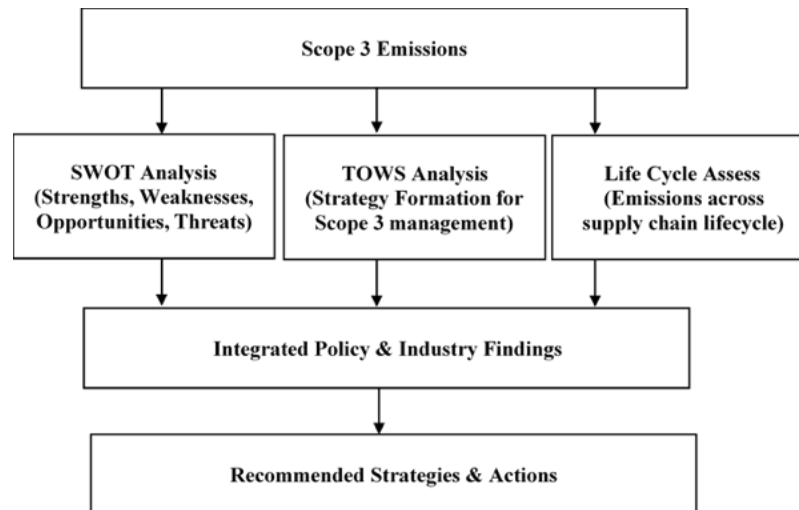 Scope 3 Emissions
SWOT Analysis
(Strengths, Weaknesses,
Opportunities, Threats)
TOWS Analysis
(Strategy Formation for
Scope 3 management)
Life Cycle Assess
(Emissions across
supply chain lifecycle)
Integrated Policy & Industry Findings
Recommended Strategies & Actions